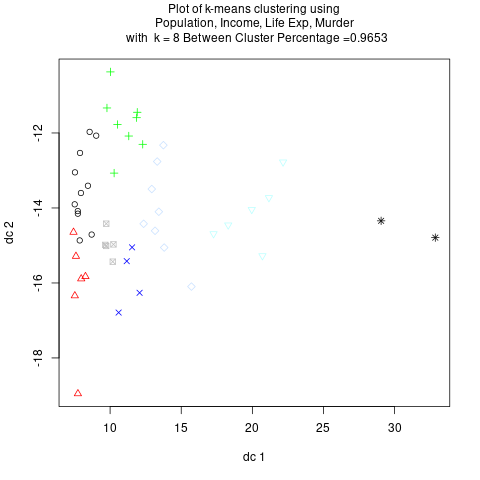 Plot of k-means clustering using
Population, Income, Life Exp, Murder
with  k = 8 Between Cluster Percentage =0.9653
-12
-14
-16
-18
dc 2
10
15
20
25
30
dc 1